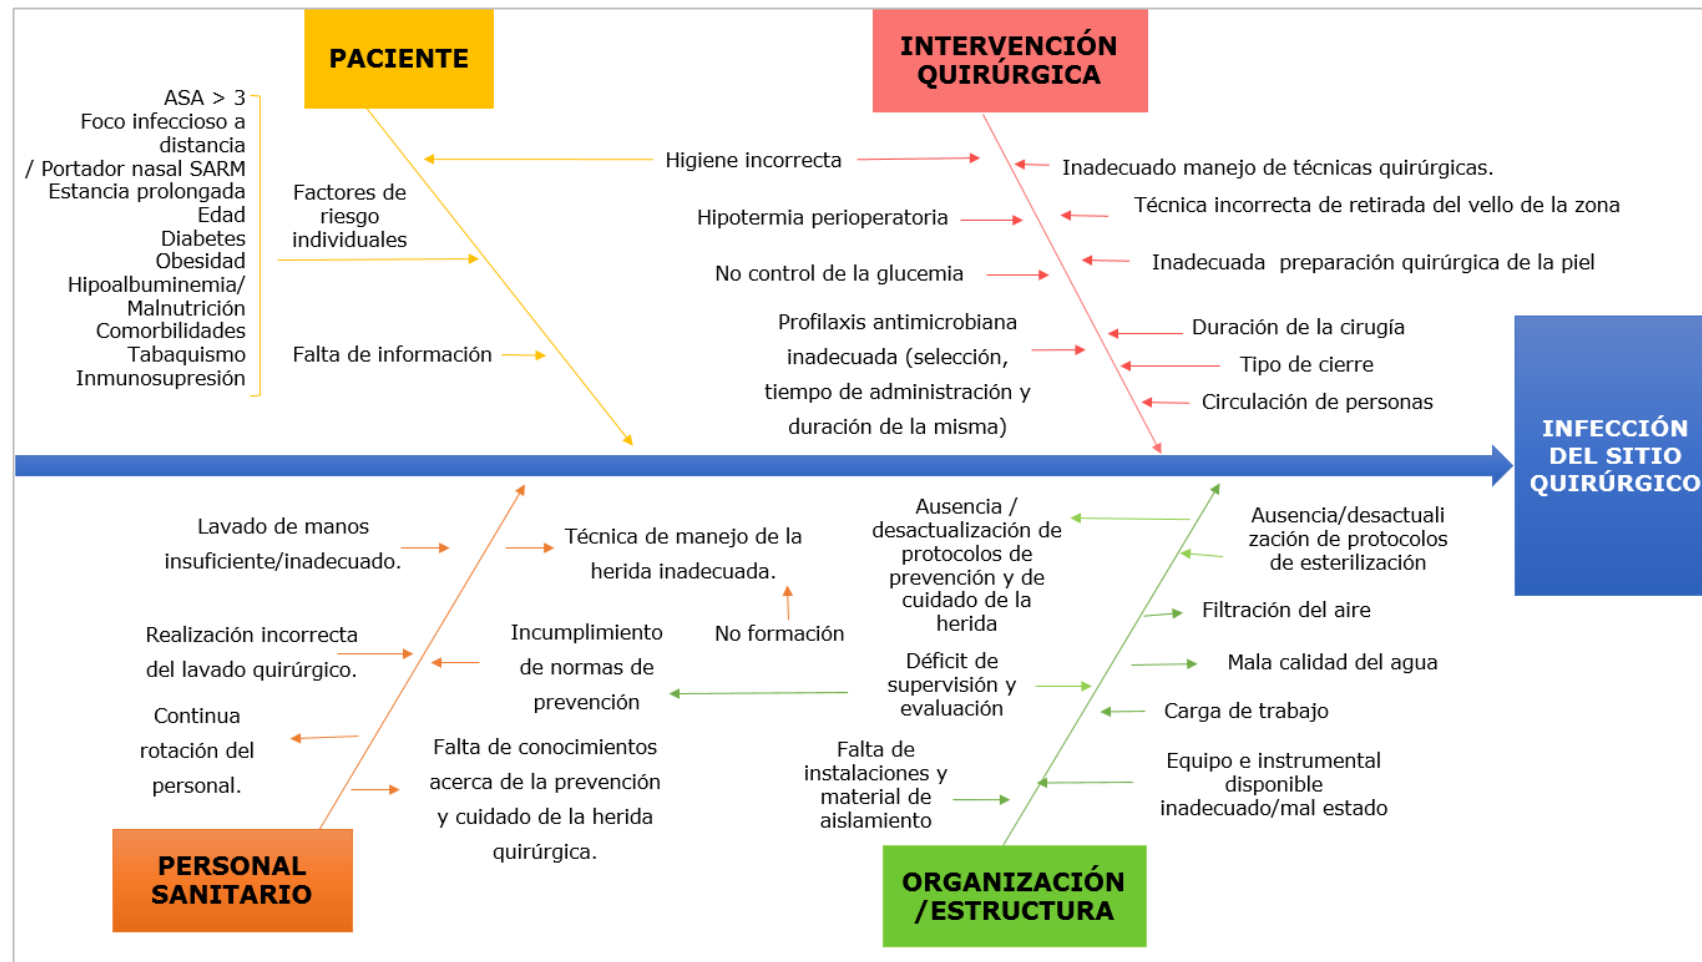 PACIENTE
INTERVENCIÓN
QUIRÚRGICA
ASA > 3
Foco infeccioso a
distancia
/ Portador nasal SARM
Estancia prolongada
Edad
Diabetes
Obesidad
Hipoalbuminemia/
Malnutrición
Comorbilidades
Tabaquismo
Inmunosupresión
Factores de
riesgo
individuales
Falta de información
Higiene incorrecta
Hipotermia perioperatoria
No control de la glucemia
Profilaxis antimicrobiana
inadecuada (selección,
tiempo de administración y
duración de la misma)
Inadecuado manejo de técnicas quirúrgicas.
Técnica incorrecta de retirada del vello de la zona
Inadecuada  preparación quirúrgica de la piel
Duración de la cirugía
Tipo de cierre
Circulación de personas
INFECCIÓN
DEL SITIO
QUIRÚRGICO
Lavado de manos
insuficiente/inadecuado.
Realización incorrecta
del lavado quirúrgico.
Continua
rotación del
personal.
Técnica de manejo de la
herida inadecuada.
No formación
Incumplimiento
de normas de
prevención
Falta de conocimientos
acerca de la prevención
y cuidado de la herida
quirúrgica.
Ausencia /
desactualización de
protocolos de
prevención y de
cuidado de la
herida
Déficit de
supervisión y
evaluación
Falta de
instalaciones y
material de
aislamiento
Ausencia/desactuali
zación de protocolos
de esterilización
Filtración del aire
Mala calidad del agua
Carga de trabajo
Equipo e instrumental
disponible
inadecuado/mal estado
PERSONAL
SANITARIO
ORGANIZACIÓN
/ESTRUCTURA